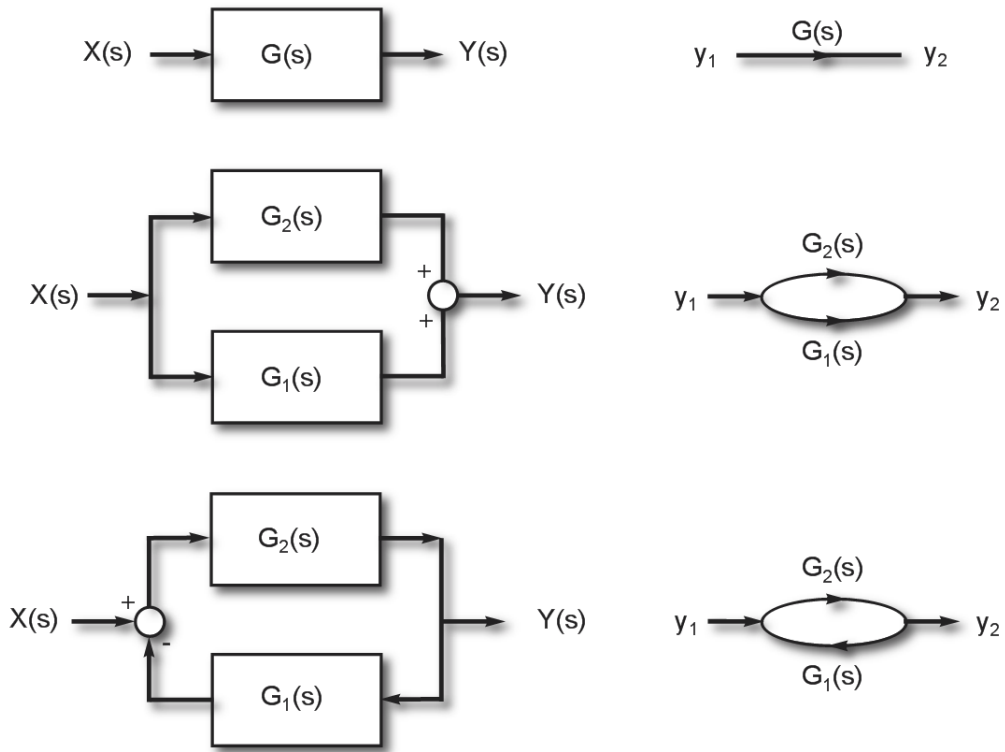 X(s) G(s) Y(s) y₁ G(s) y₂
G₂(s)
X(s) + + Y(s)
G₁(s)
G₂(s)
y₁ y₂
G₁(s)
G₂(s)
X(s) + - Y(s)
G₁(s)
G₂(s)
y₁ y₂
G₁(s)